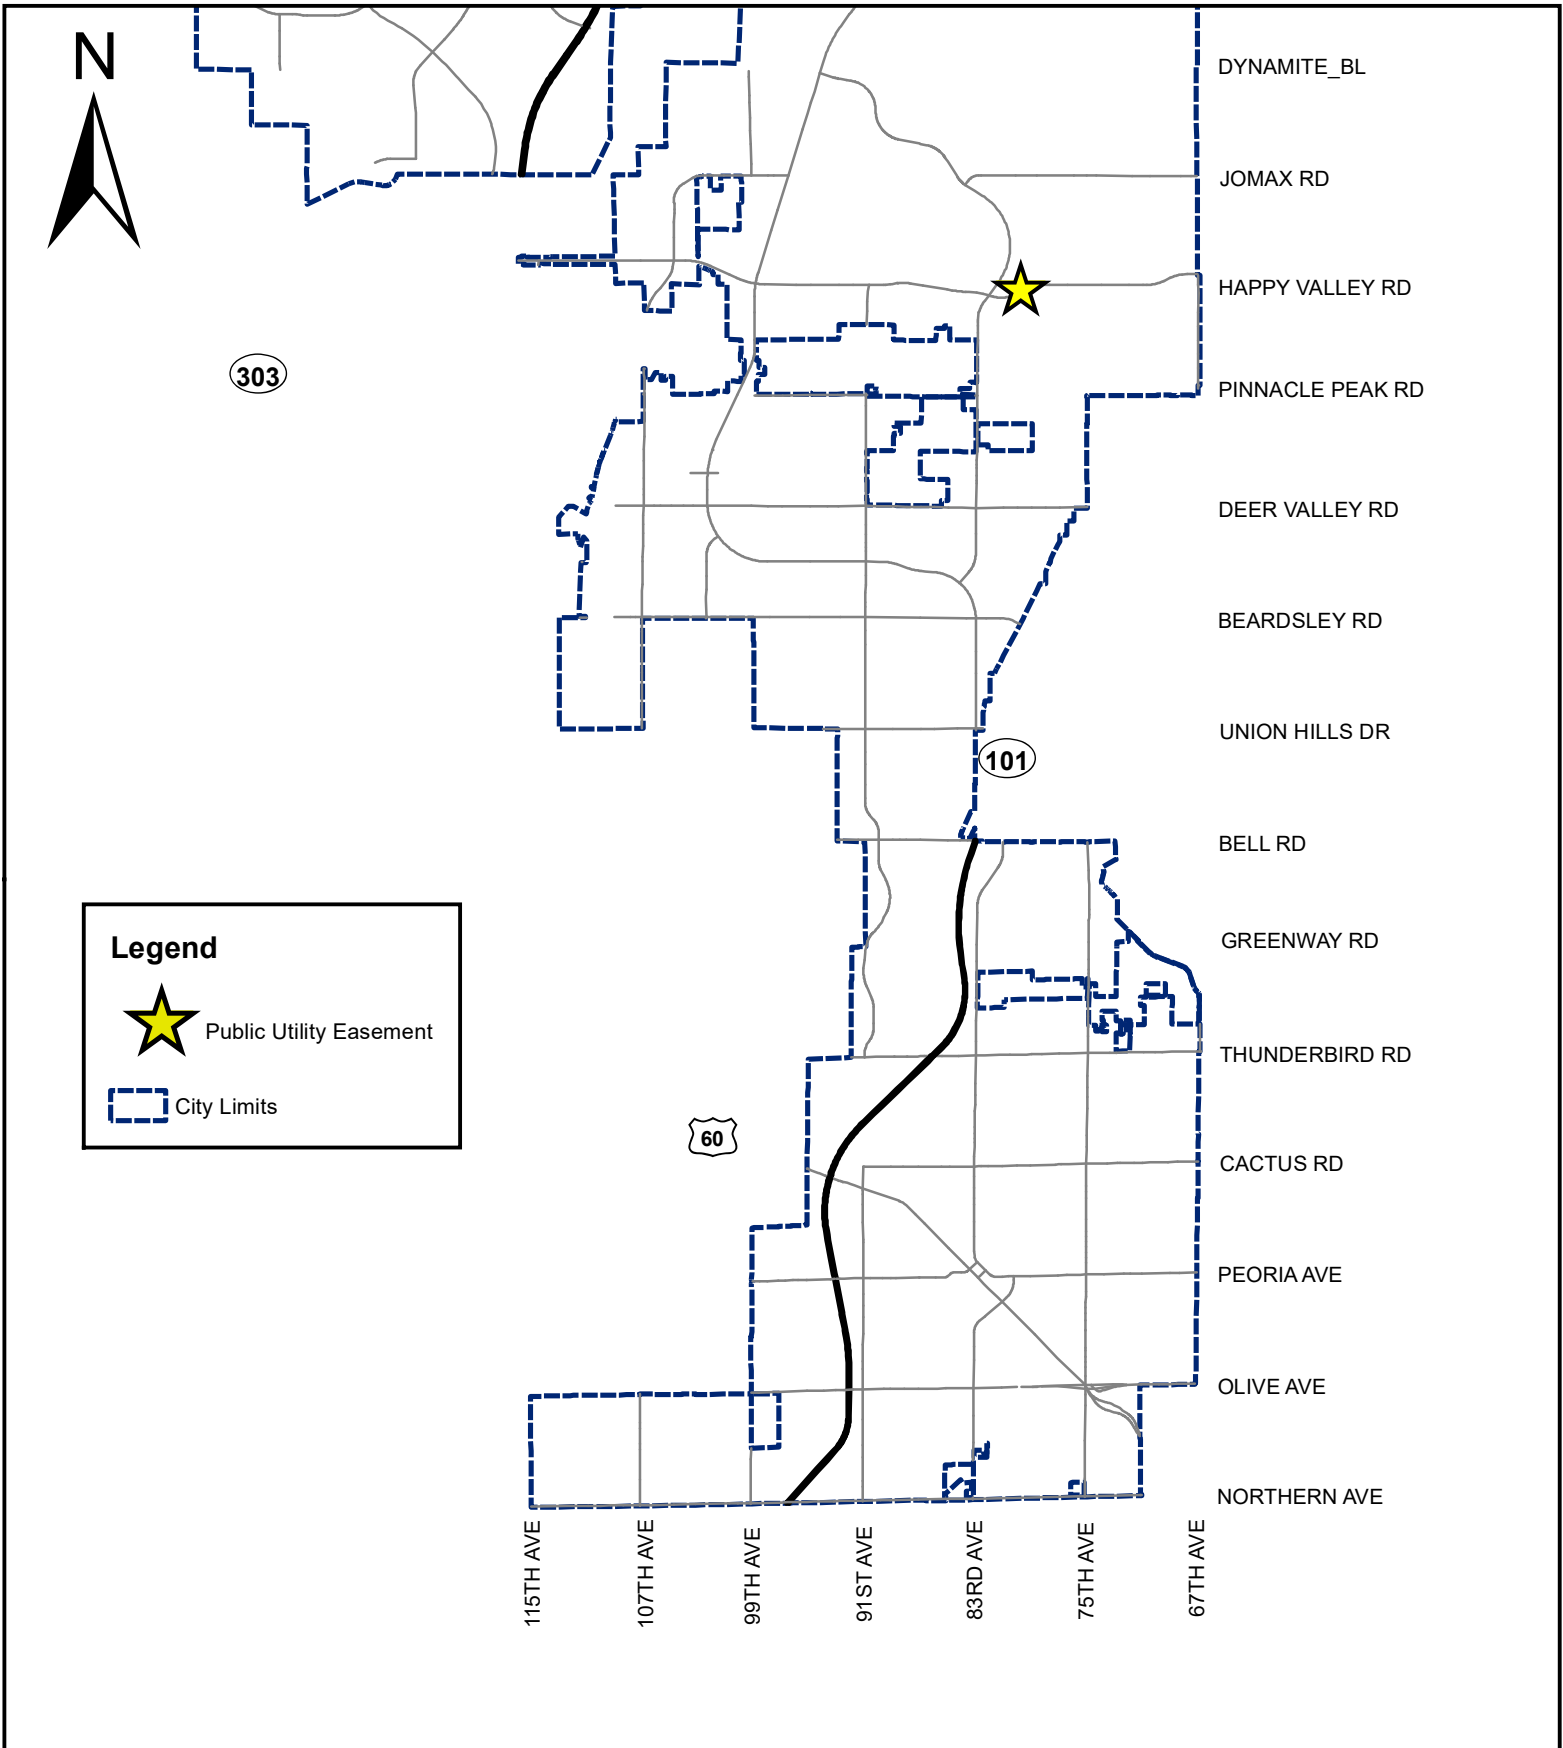 N
DYNAMITE_BL
JOMAX RD
HAPPY VALLEY RD
303
PINNACLE PEAK RD
DEER VALLEY RD
BEARDSLEY RD
UNION HILLS DR
101
BELL RD
GREENWAY RD
Legend
Public Utility Easement
City Limits
THUNDERBIRD RD
60
CACTUS RD
PEORIA AVE
OLIVE AVE
NORTHERN AVE
115TH AVE
107TH AVE
99TH AVE
91ST AVE
83RD AVE
75TH AVE
67TH AVE